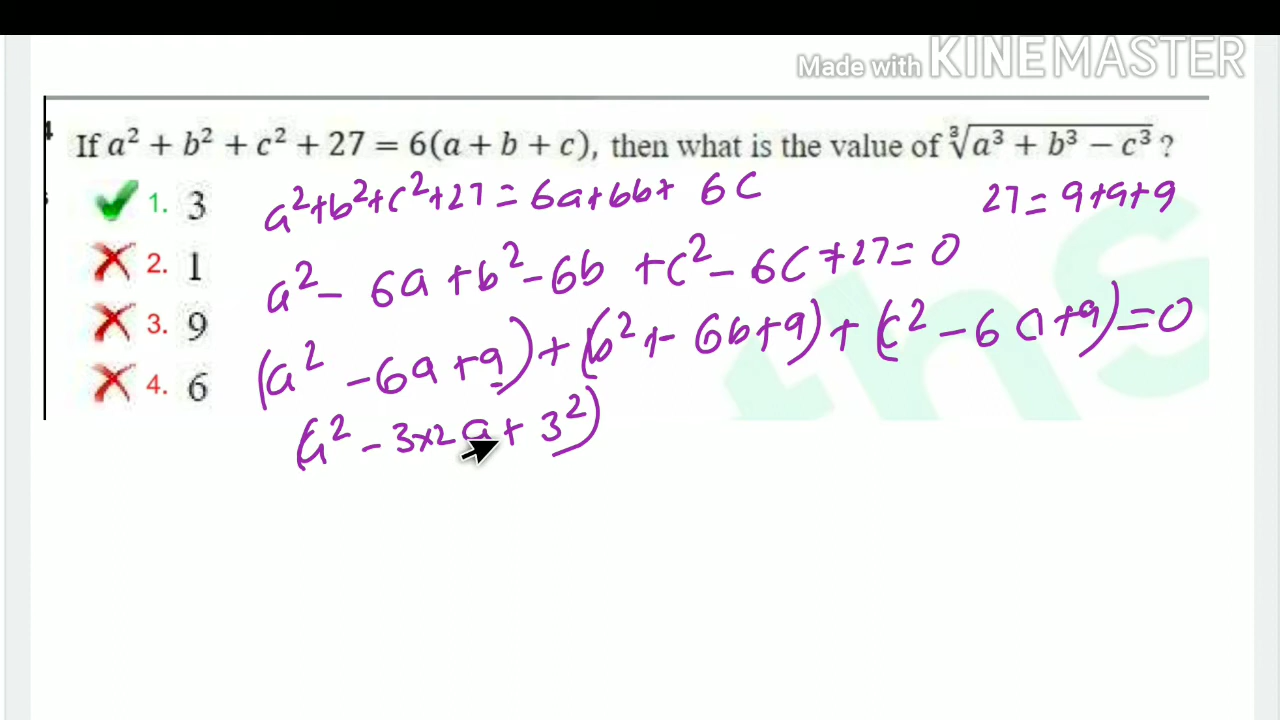 Made with KINEMASTER
4 If a² + b² + c² + 27 = 6(a + b + c), then what is the value of ∛(a³ + b³ − c³) ?
1. 3
2. 1
3. 9
4. 6
a²+b²+c²+27 = 6a+6b+ 6c
27 = 9+9+9
a² − 6a + b² − 6b + c² − 6c + 27 = 0
(a² − 6a + 9) + (b² − 6b + 9) + (c² − 6c + 9) = 0
(a² − 3×2a + 3²)
hs